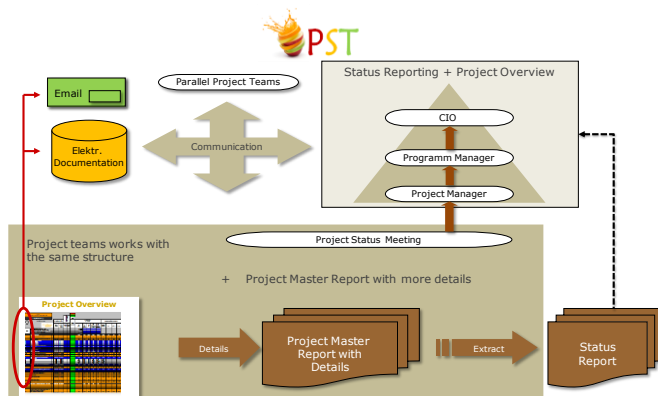 PST
Status Reporting + Project Overview
Parallel Project Teams
Email
CIO
Elektr.
Documentation
Communication
Programm Manager
Project Manager
Project teams works with
the same structure
Project Status Meeting
+ Project Master Report with more details
Project Overview
Details
Project Master
Report with
Details
Extract
Status
Report